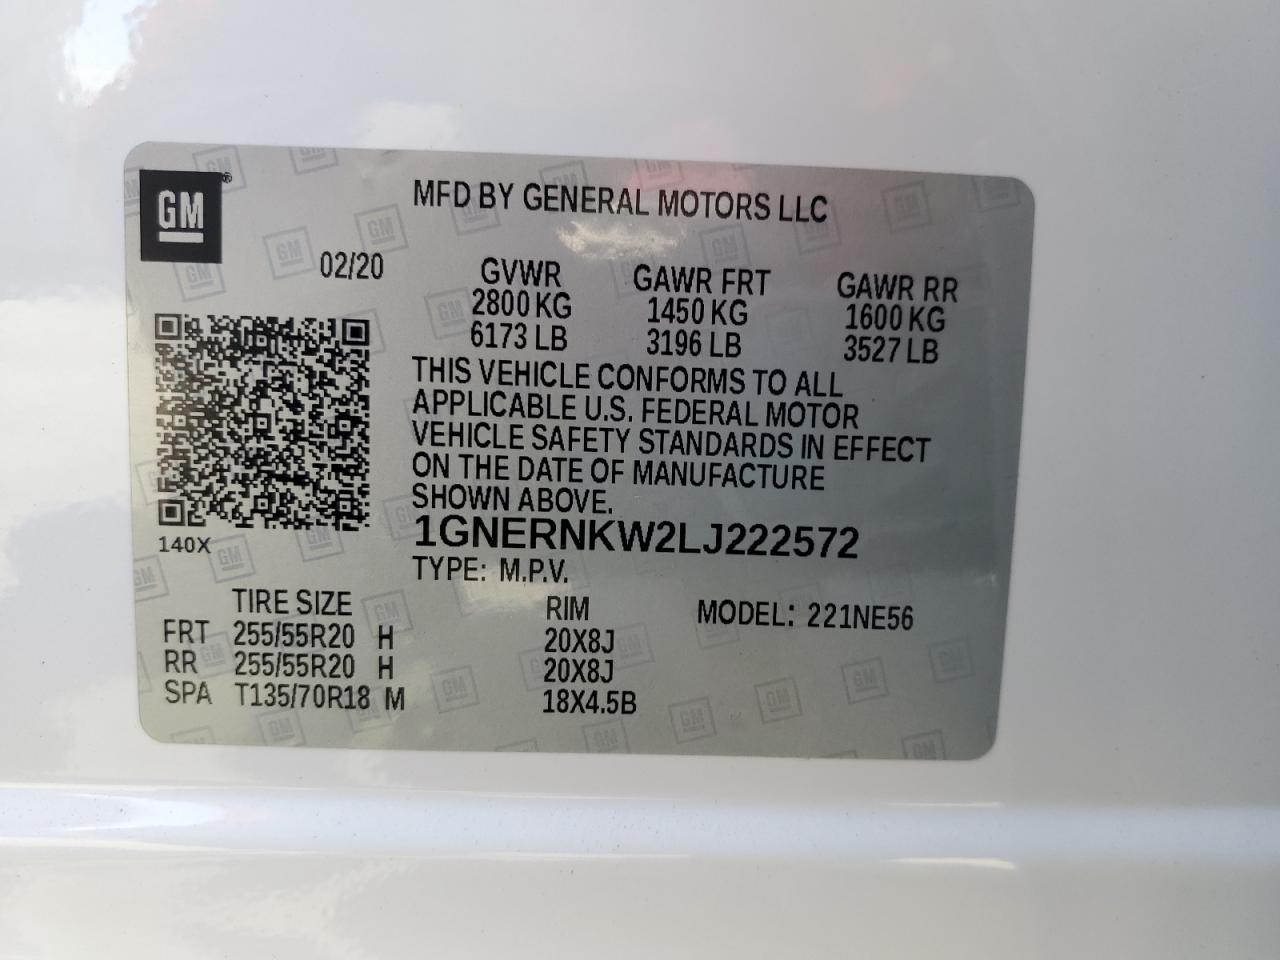 GM®
MFD BY GENERAL MOTORS LLC
02/20
GVWR GAWR FRT GAWR RR
2800 KG 1450 KG 1600 KG
6173 LB 3196 LB 3527 LB
THIS VEHICLE CONFORMS TO ALL
APPLICABLE U.S. FEDERAL MOTOR
VEHICLE SAFETY STANDARDS IN EFFECT
ON THE DATE OF MANUFACTURE
SHOWN ABOVE.
1GNERNKW2LJ222572
140X
TYPE: M.P.V.
TIRE SIZE RIM MODEL: 221NE56
FRT 255/55R20 H 20X8J
RR 255/55R20 H 20X8J
SPA T135/70R18 M 18X4.5B